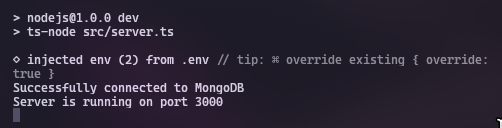 > nodejs@1.0.0 dev
> ts-node src/server.ts
◇ injected env (2) from .env // tip: ⌘ override existing { override:
true }
Successfully connected to MongoDB
Server is running on port 3000